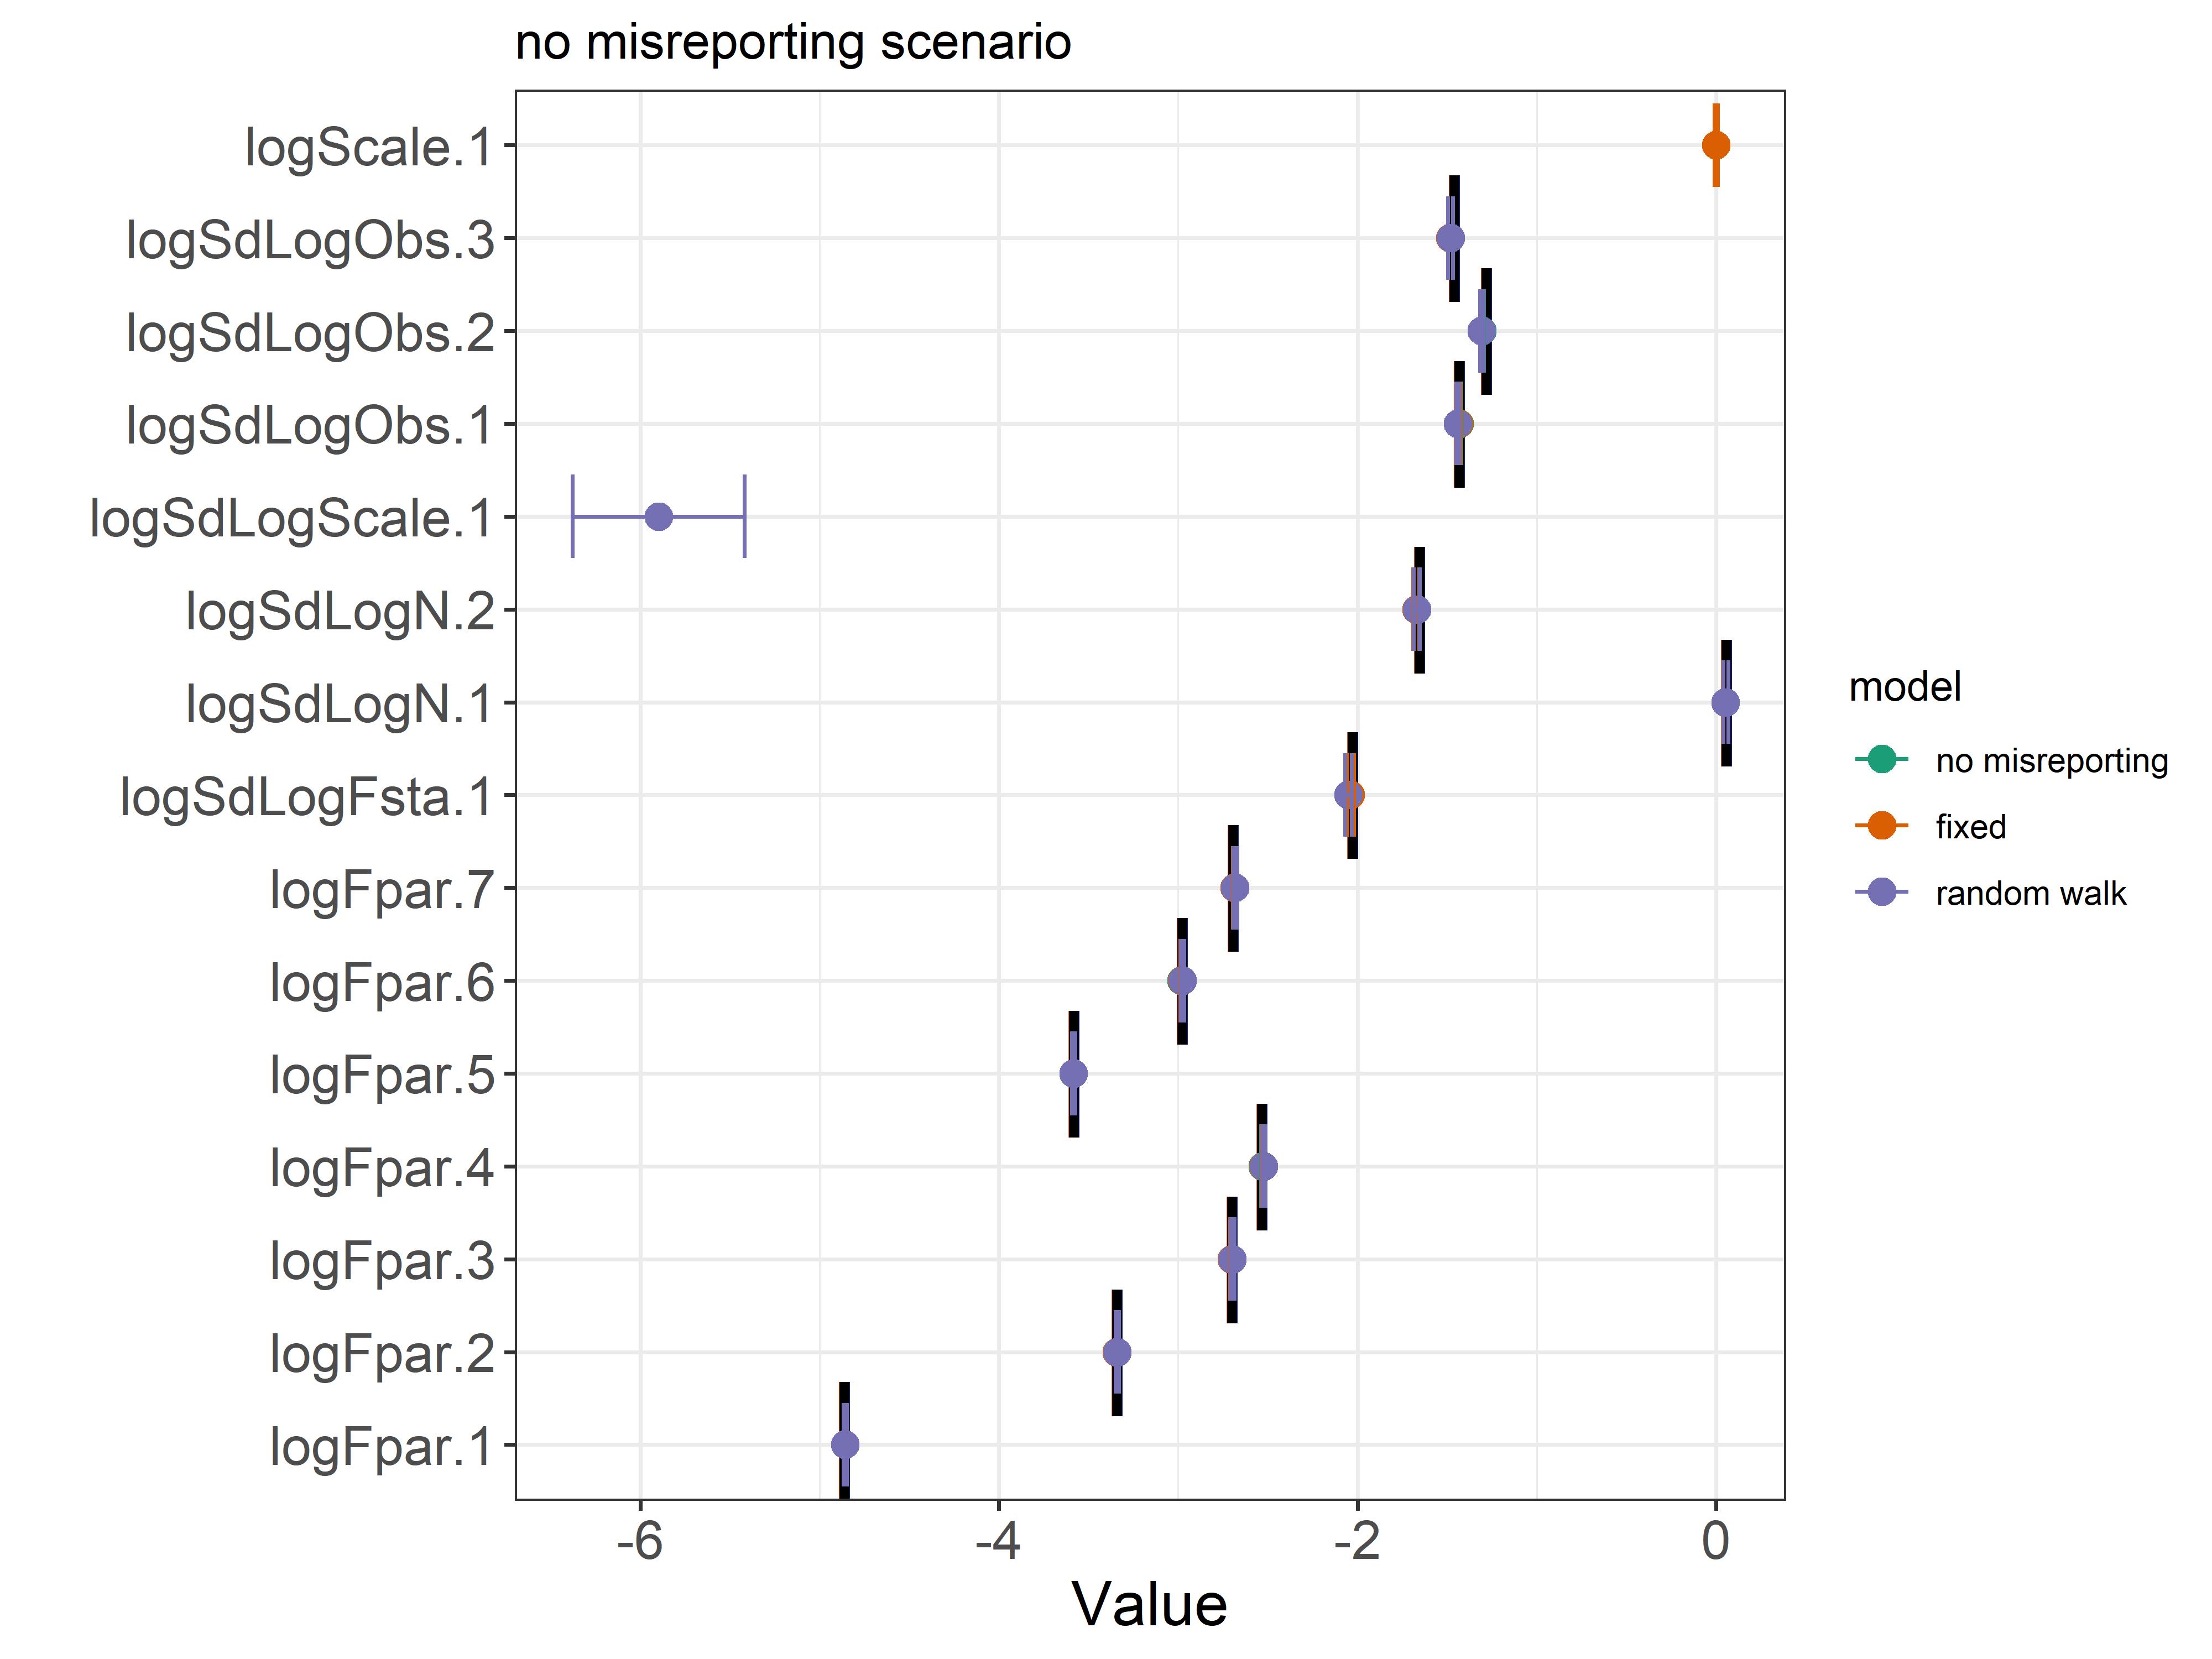 no misreporting scenario
logScale.1
logSdLogObs.3
logSdLogObs.2
logSdLogObs.1
logSdLogScale.1
logSdLogN.2
logSdLogN.1
logSdLogFsta.1
logFpar.7
logFpar.6
logFpar.5
logFpar.4
logFpar.3
logFpar.2
logFpar.1
-6 -4 -2 0
Value
model
no misreporting
fixed
random walk